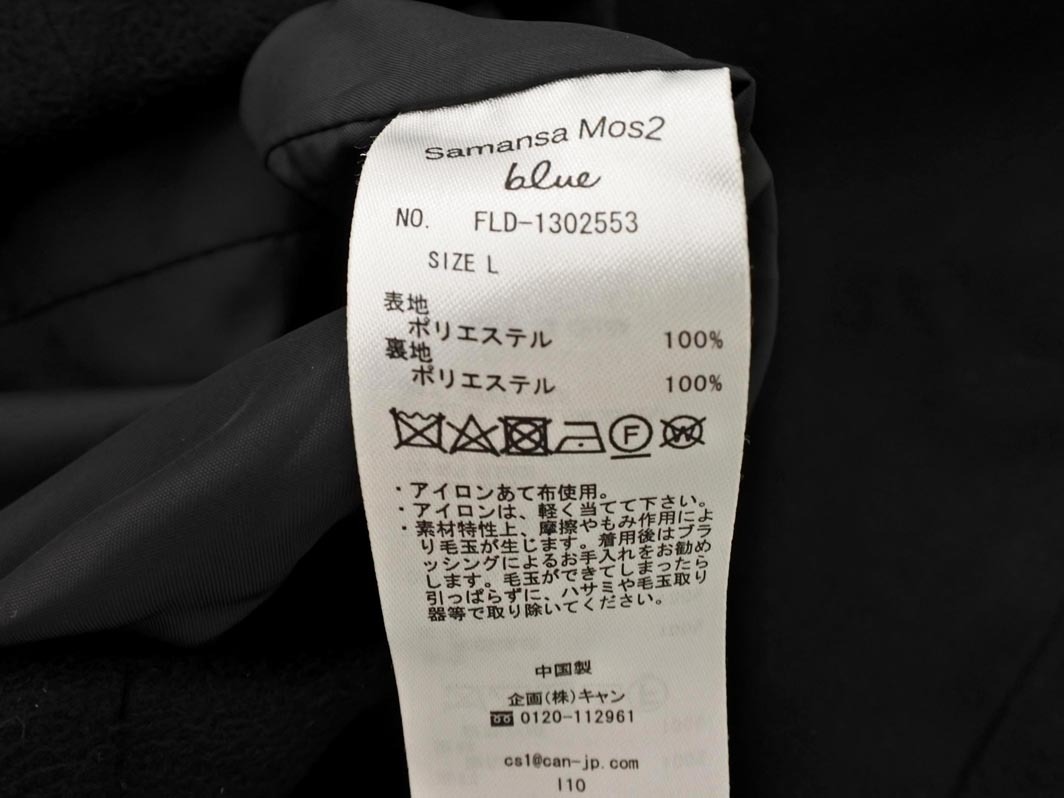 Samansa Mos2
blue
NO. FLD-1302553
SIZE L
表地
ポリエステル 100%
裏地
ポリエステル 100%
F W
・アイロンあて布使用。
・アイロンは、軽く当てて下さい。
・素材特性上、摩擦やもみ作用によ
り毛玉が生じます。着用後はブラ
ッシングによるお手入れをお勧め
します。毛玉ができてしまったら
引っぱらずに、ハサミや毛玉取り
器等で取り除いてください。
中国製
企画(株)キャン
0120-112961
cs1@can-jp.com
I10